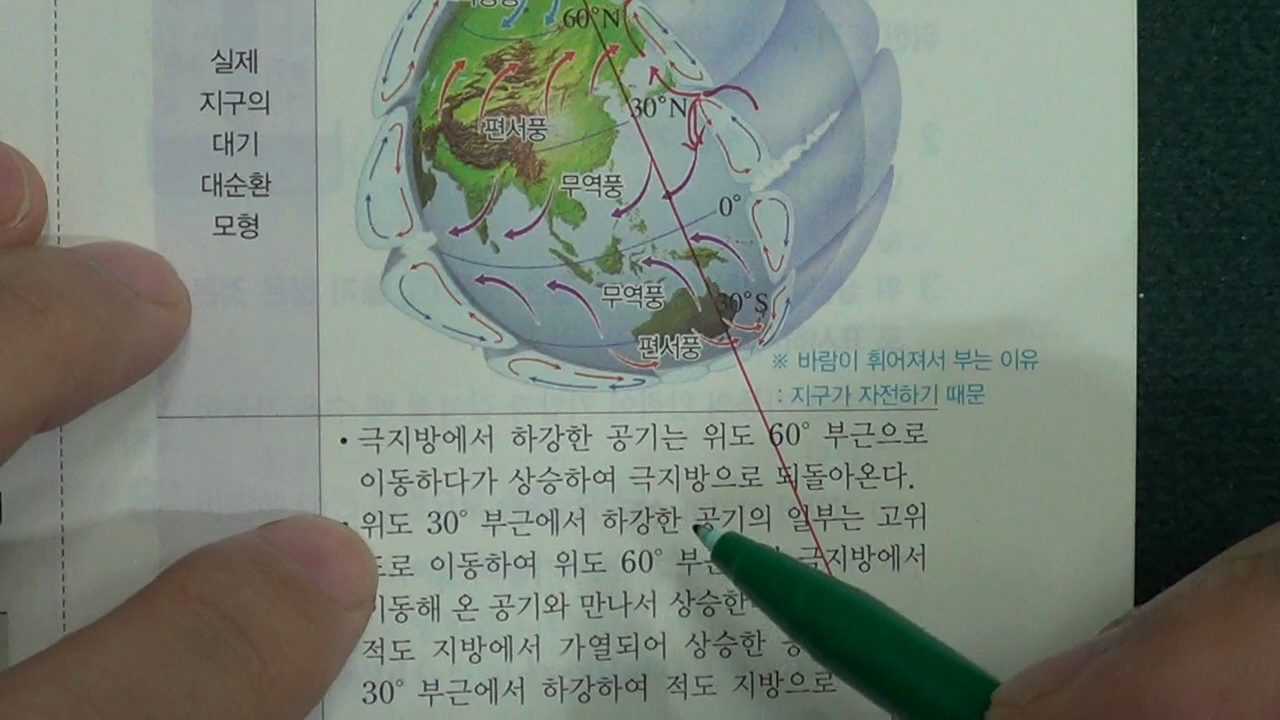 60°N
30°N
편서풍
무역풍
0°
무역풍
30°S
편서풍
실제
지구의
대기
대순환
모형
※ 바람이 휘어져서 부는 이유
: 지구가 자전하기 때문
• 극지방에서 하강한 공기는 위도 60° 부근으로
이동하다가 상승하여 극지방으로 되돌아온다.
• 위도 30° 부근에서 하강한 공기의 일부는 고위
도로 이동하여 위도 60° 극지방에서
이동해 온 공기와 만나서 상승한
적도 지방에서 가열되어 상승한
30° 부근에서 하강하여 적도 지방으로